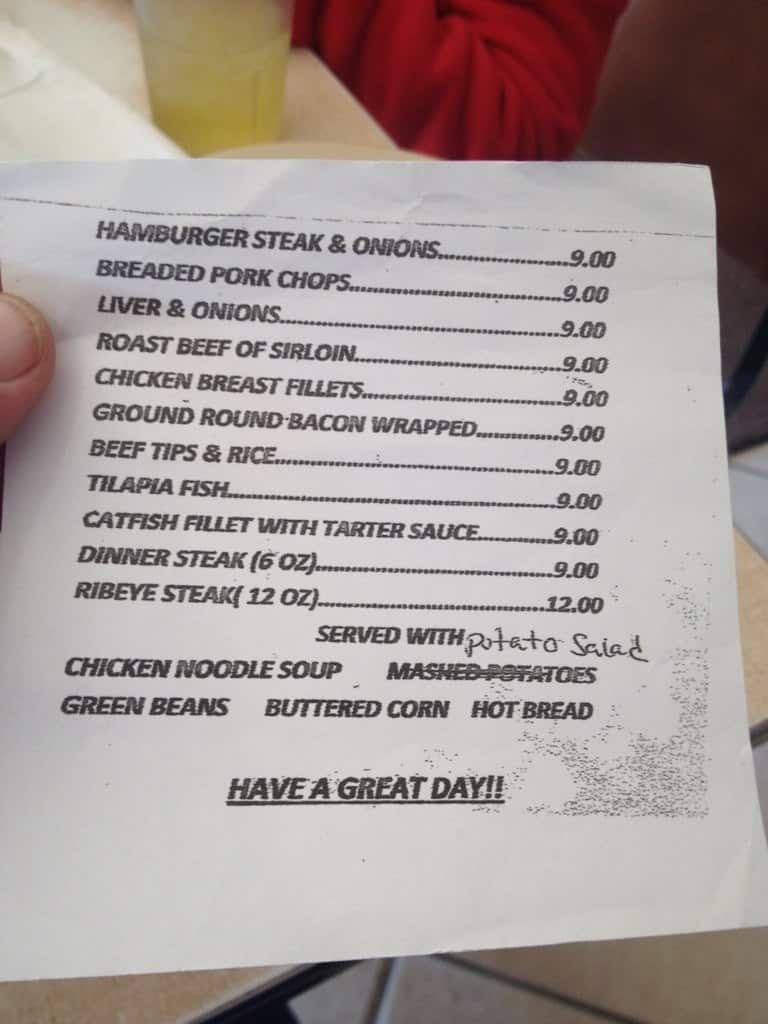 HAMBURGER STEAK & ONIONS..........................9.00
BREADED PORK CHOPS..........................................9.00
LIVER & ONIONS.......................................................9.00
ROAST BEEF OF SIRLOIN.........................................9.00
CHICKEN BREAST FILLETS........................................9.00
GROUND ROUND BACON WRAPPED................9.00
BEEF TIPS & RICE.......................................................9.00
TILAPIA FISH................................................................9.00
CATFISH FILLET WITH TARTER SAUCE...............9.00
DINNER STEAK (6 OZ)...............................................9.00
RIBEYE STEAK( 12 OZ).............................................12.00
SERVED WITH potato Salad
CHICKEN NOODLE SOUP MASHED POTATOES
GREEN BEANS BUTTERED CORN HOT BREAD
HAVE A GREAT DAY!!